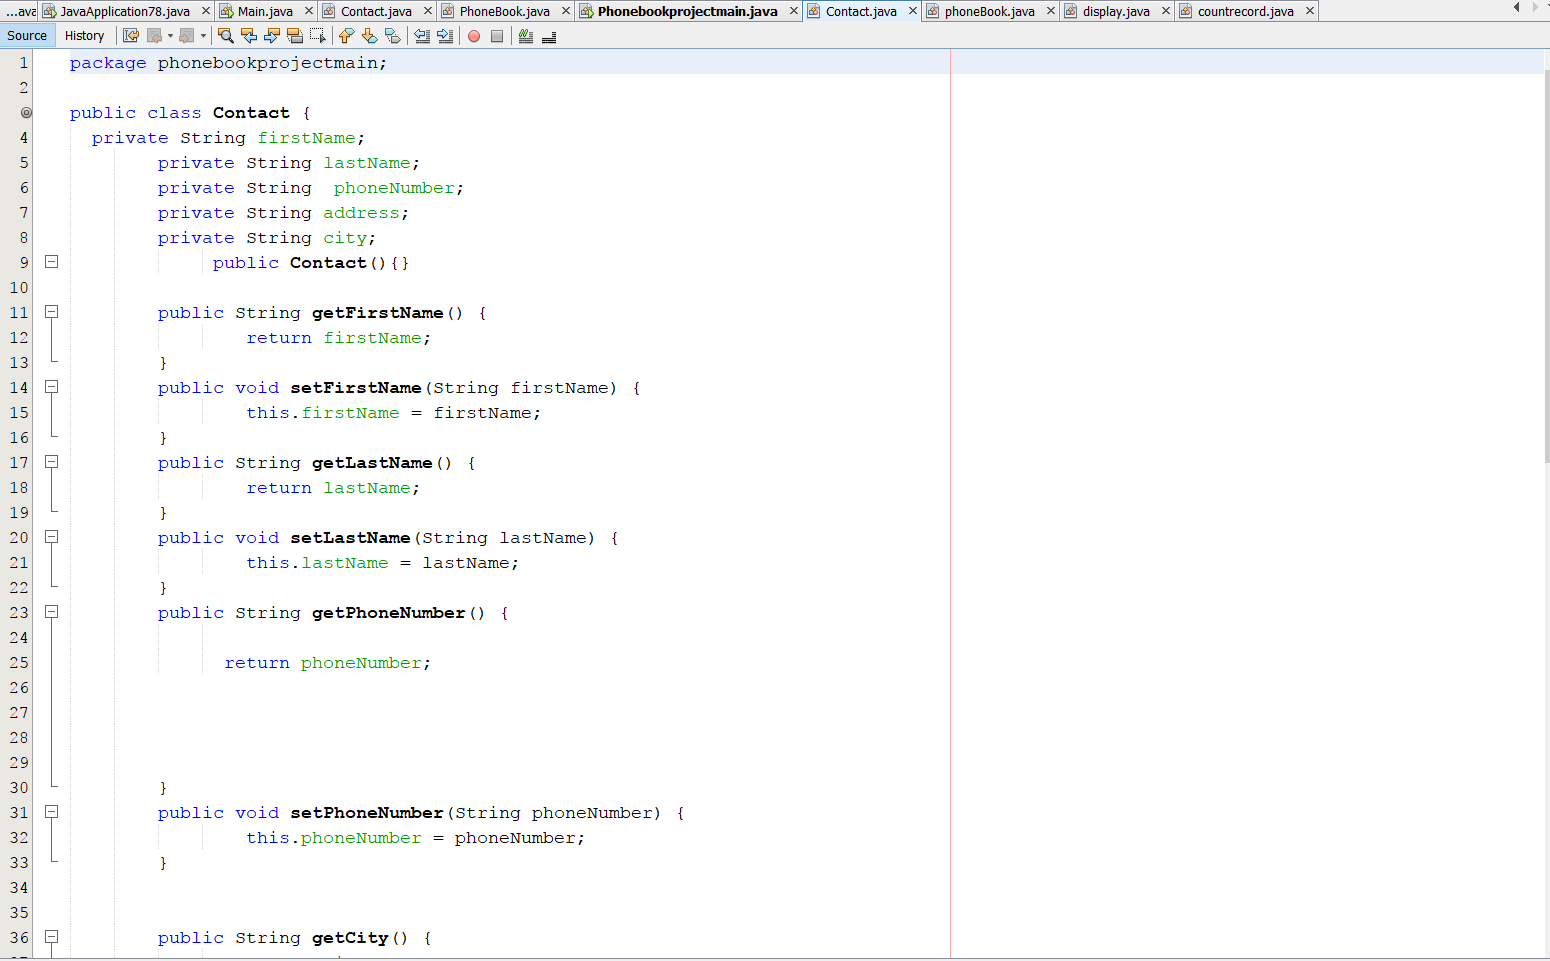 ...ava JavaApplication78.java Main.java Contact.java PhoneBook.java Phonebookprojectmain.java Contact.java phoneBook.java display.java countrecord.java
Source History
1 package phonebookprojectmain;
2
public class Contact {
4 private String firstName;
5 private String lastName;
6 private String  phoneNumber;
7 private String address;
8 private String city;
9 public Contact(){}
10
11 public String getFirstName() {
12 return firstName;
13 }
14 public void setFirstName(String firstName) {
15 this.firstName = firstName;
16 }
17 public String getLastName() {
18 return lastName;
19 }
20 public void setLastName(String lastName) {
21 this.lastName = lastName;
22 }
23 public String getPhoneNumber() {
24
25 return phoneNumber;
26
27
28
29
30 }
31 public void setPhoneNumber(String phoneNumber) {
32 this.phoneNumber = phoneNumber;
33 }
34
35
36 public String getCity() {